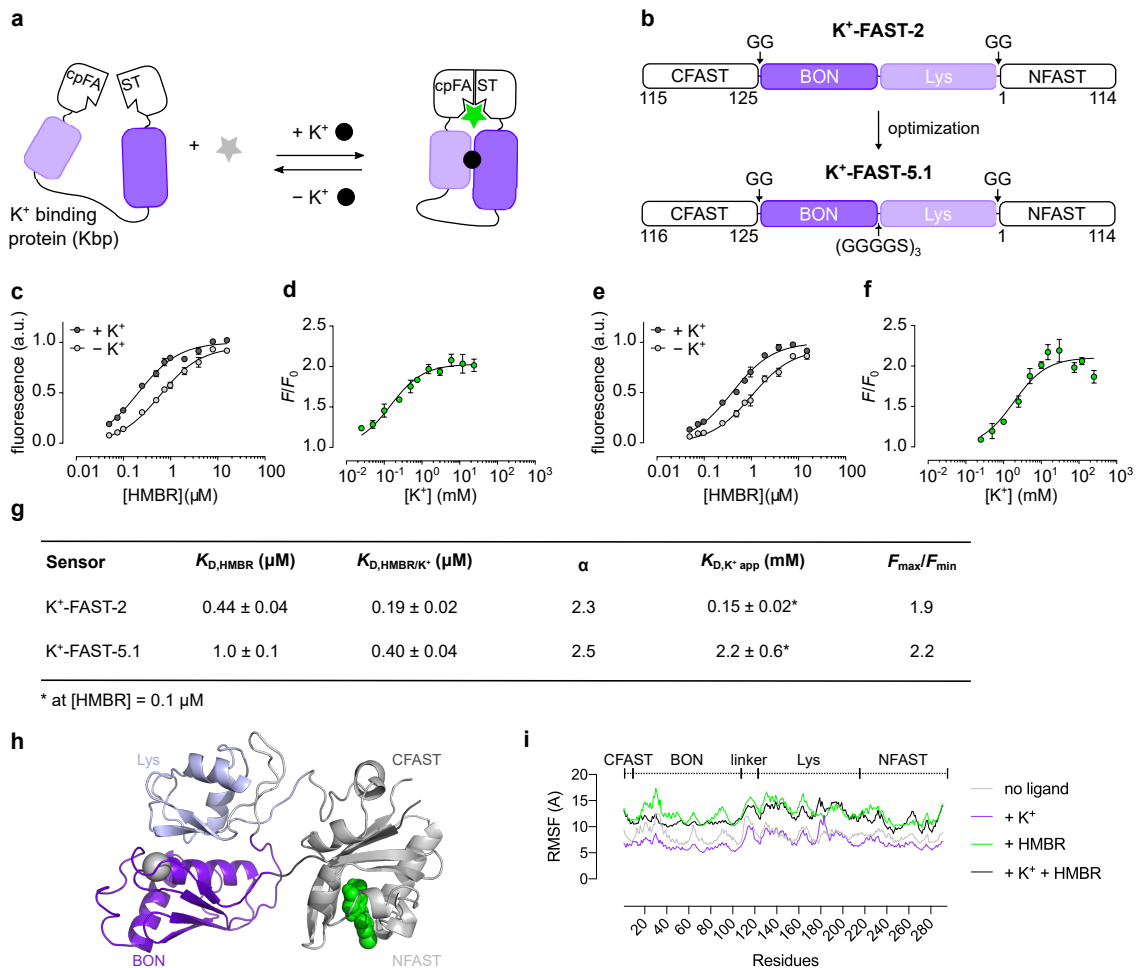 a
cpFA
ST
+
+ K⁺
− K⁺
cpFA ST
K⁺ binding
protein (Kbp)
b
K⁺-FAST-2
GG
GG
CFAST
BON
Lys
NFAST
115
125
1
114
optimization
K⁺-FAST-5.1
GG
GG
CFAST
BON
Lys
NFAST
116
125
1
114
(GGGGS)₃
c
fluorescence (a.u.)
1.0
0.5
0.0
+ K⁺
− K⁺
0.01
0.1
1
10
100
[HMBR](µM)
d
F/F₀
2.5
2.0
1.5
1.0
10⁻² 10⁻¹ 10⁰ 10¹ 10² 10³
[K⁺] (mM)
e
fluorescence (a.u.)
1.0
0.5
0.0
+ K⁺
− K⁺
0.01
0.1
1
10
100
[HMBR](µM)
f
F/F₀
2.5
2.0
1.5
1.0
10⁻² 10⁻¹ 10⁰ 10¹ 10² 10³
[K⁺] (mM)
g
Sensor K_D,HMBR (µM) K_D,HMBR/K⁺ (µM) α K_D,K⁺ app (mM) F_max/F_min
K⁺-FAST-2 0.44 ± 0.04 0.19 ± 0.02 2.3 0.15 ± 0.02* 1.9
K⁺-FAST-5.1 1.0 ± 0.1 0.40 ± 0.04 2.5 2.2 ± 0.6* 2.2
* at [HMBR] = 0.1 µM
h
Lys
CFAST
BON
NFAST
i
CFAST BON linker Lys NFAST
RMSF (A)
20
15
10
5
0
20 40 60 80 100 120 140 160 180 200 220 240 260 280
Residues
no ligand
+ K⁺
+ HMBR
+ K⁺ + HMBR